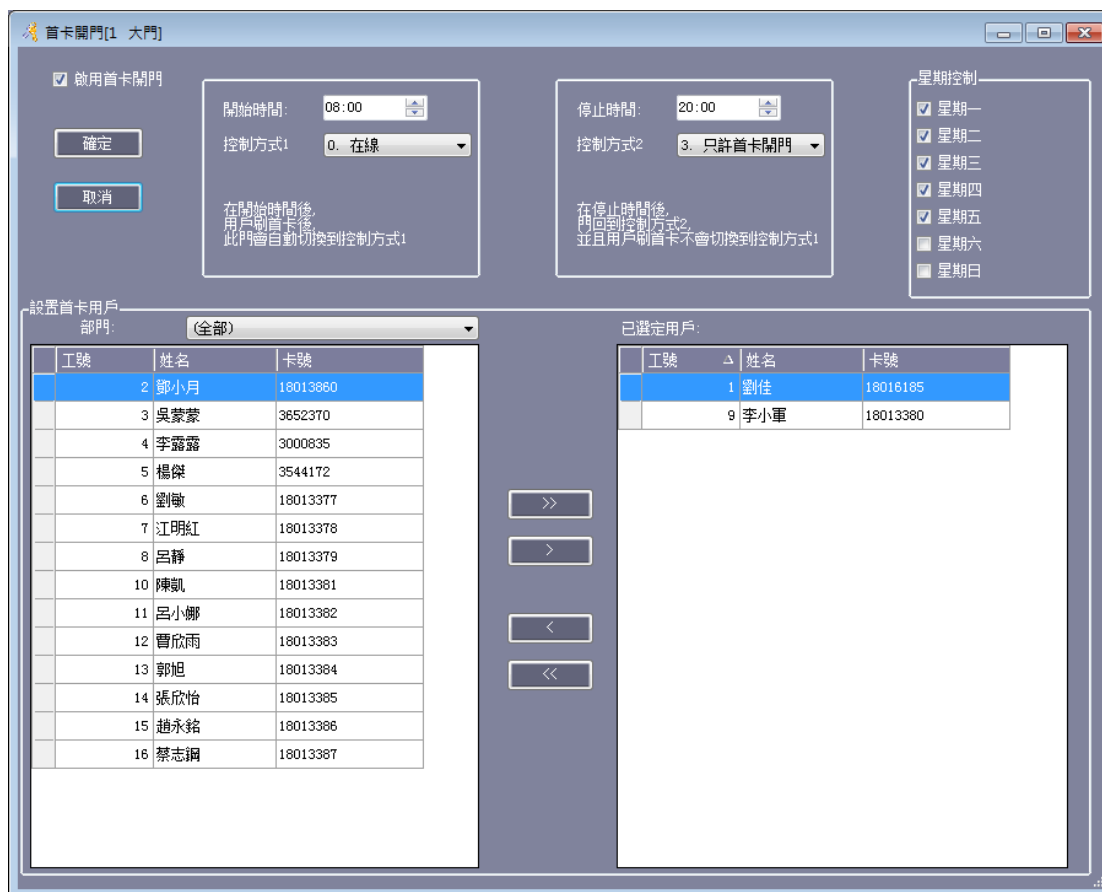 首卡開門[1 大門]
啟用首卡開門
確定
取消
開始時間: 08:00
控制方式1 0. 在線
在開始時間後,
用戶刷首卡後,
此門會自動切換到控制方式1
停止時間: 20:00
控制方式2 3. 只許首卡開門
在停止時間後,
門回到控制方式2,
並且用戶刷首卡不會切換到控制方式1
星期控制
星期一
星期二
星期三
星期四
星期五
星期六
星期日
設置首卡用戶
部門: (全部)
工號 姓名 卡號
2 鄧小月 18013860
3 吳蒙蒙 3652370
4 李露露 3000835
5 楊傑 3544172
6 劉敏 18013377
7 江明紅 18013378
8 呂靜 18013379
10 陳凱 18013381
11 呂小娜 18013382
12 曹欣雨 18013383
13 郭旭 18013384
14 張欣怡 18013385
15 趙永銘 18013386
16 蔡志鋼 18013387
>>
>
<
<<
已選定用戶:
工號 姓名 卡號
1 劉佳 18016185
9 李小軍 18013380